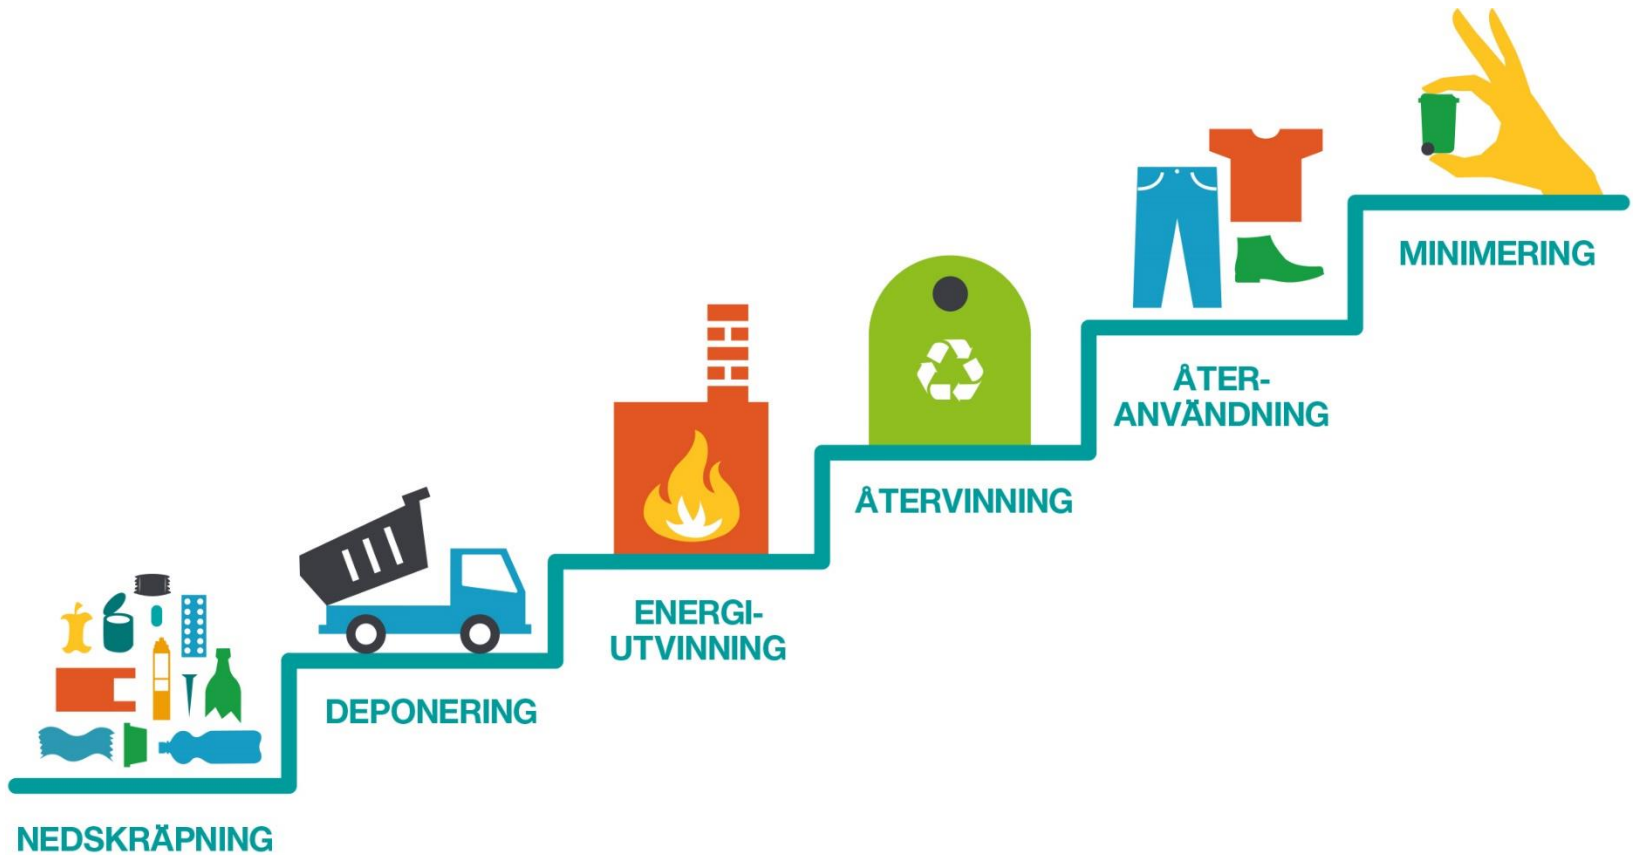 MINIMERING
ÅTER-
ANVÄNDNING
ÅTERVINNING
ENERGI-
UTVINNING
DEPONERING
NEDSKRÄPNING